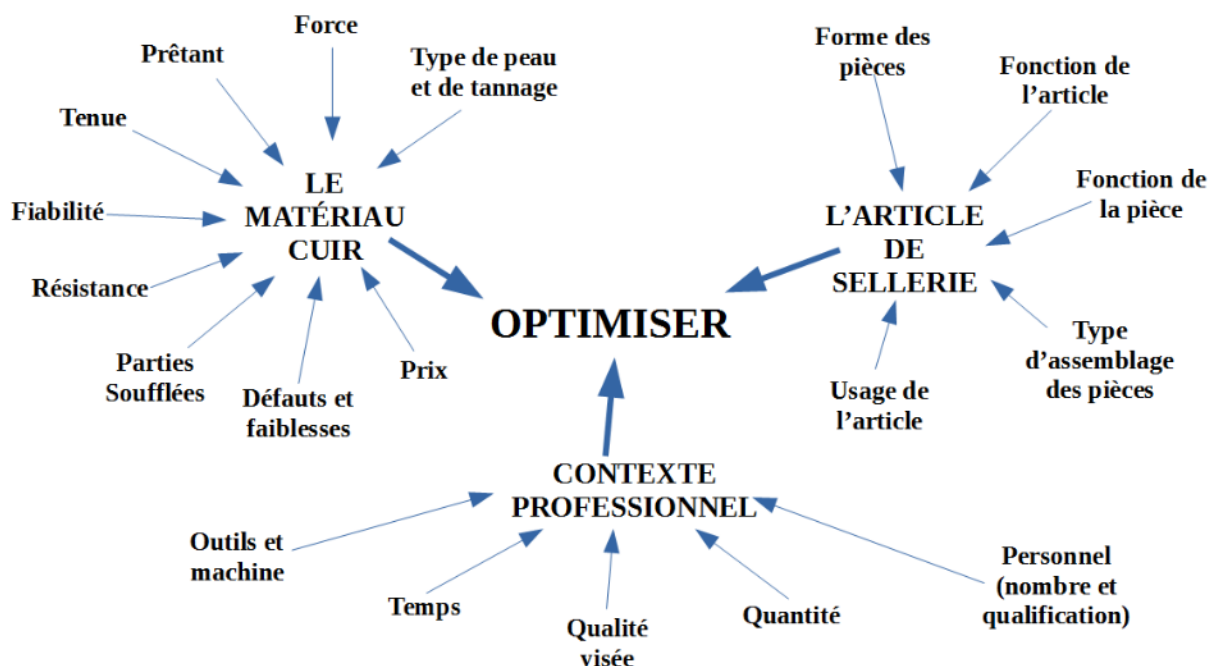 Force
Prêtant
Type de peau
et de tannage
Tenue
Fiabilité
Résistance
Parties
Soufflées
Défauts et
faiblesses
Prix
LE
MATÉRIAU
CUIR
Forme des
pièces
Fonction de
l’article
Fonction de
la pièce
Type
d’assemblage
des pièces
Usage de
l’article
L’ARTICLE
DE
SELLERIE
OPTIMISER
CONTEXTE
PROFESSIONNEL
Outils et
machine
Temps
Qualité
visée
Quantité
Personnel
(nombre et
qualification)